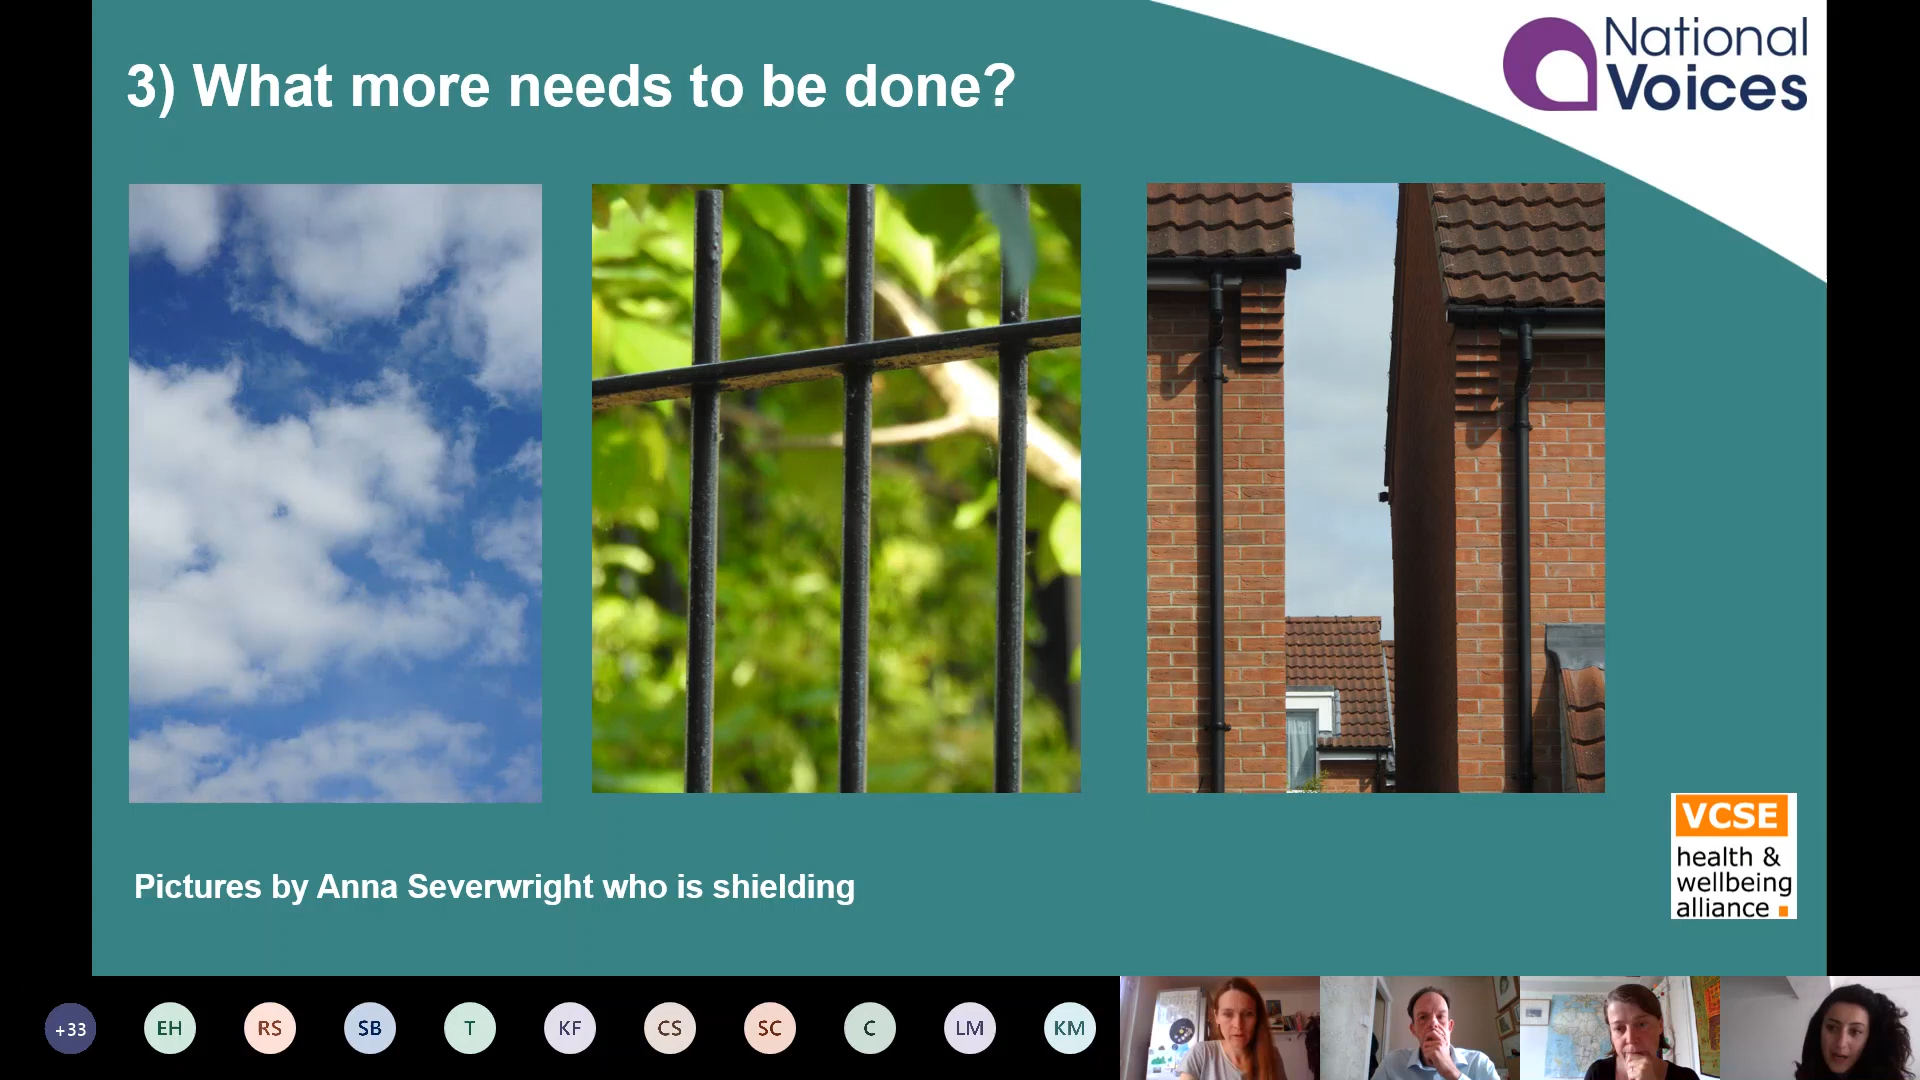 3) What more needs to be done?
National
Voices
Pictures by Anna Severwright who is shielding
VCSE
health &
wellbeing
alliance
+33
EH
RS
SB
T
KF
CS
SC
C
LM
KM